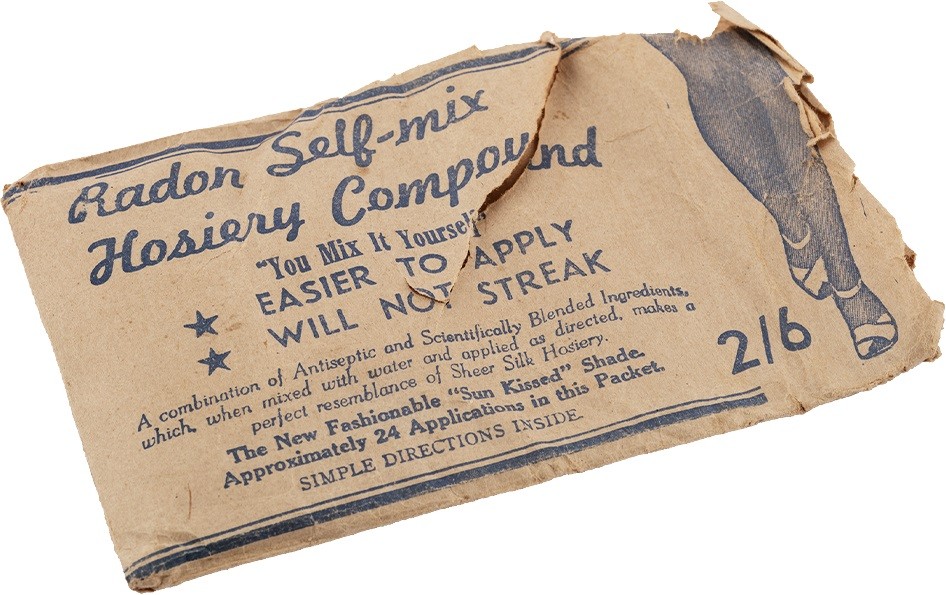 Radon Self-mix
Hosiery Compound
"You Mix It Yourself"
★ EASIER TO APPLY
★ WILL NOT STREAK
A combination of Antiseptic and Scientifically Blended Ingredients,
which, when mixed with water and applied as directed, makes a
perfect resemblance of Sheer Silk Hosiery.
The New Fashionable "Sun Kissed" Shade.
Approximately 24 Applications in this Packet.
SIMPLE DIRECTIONS INSIDE.
2/6